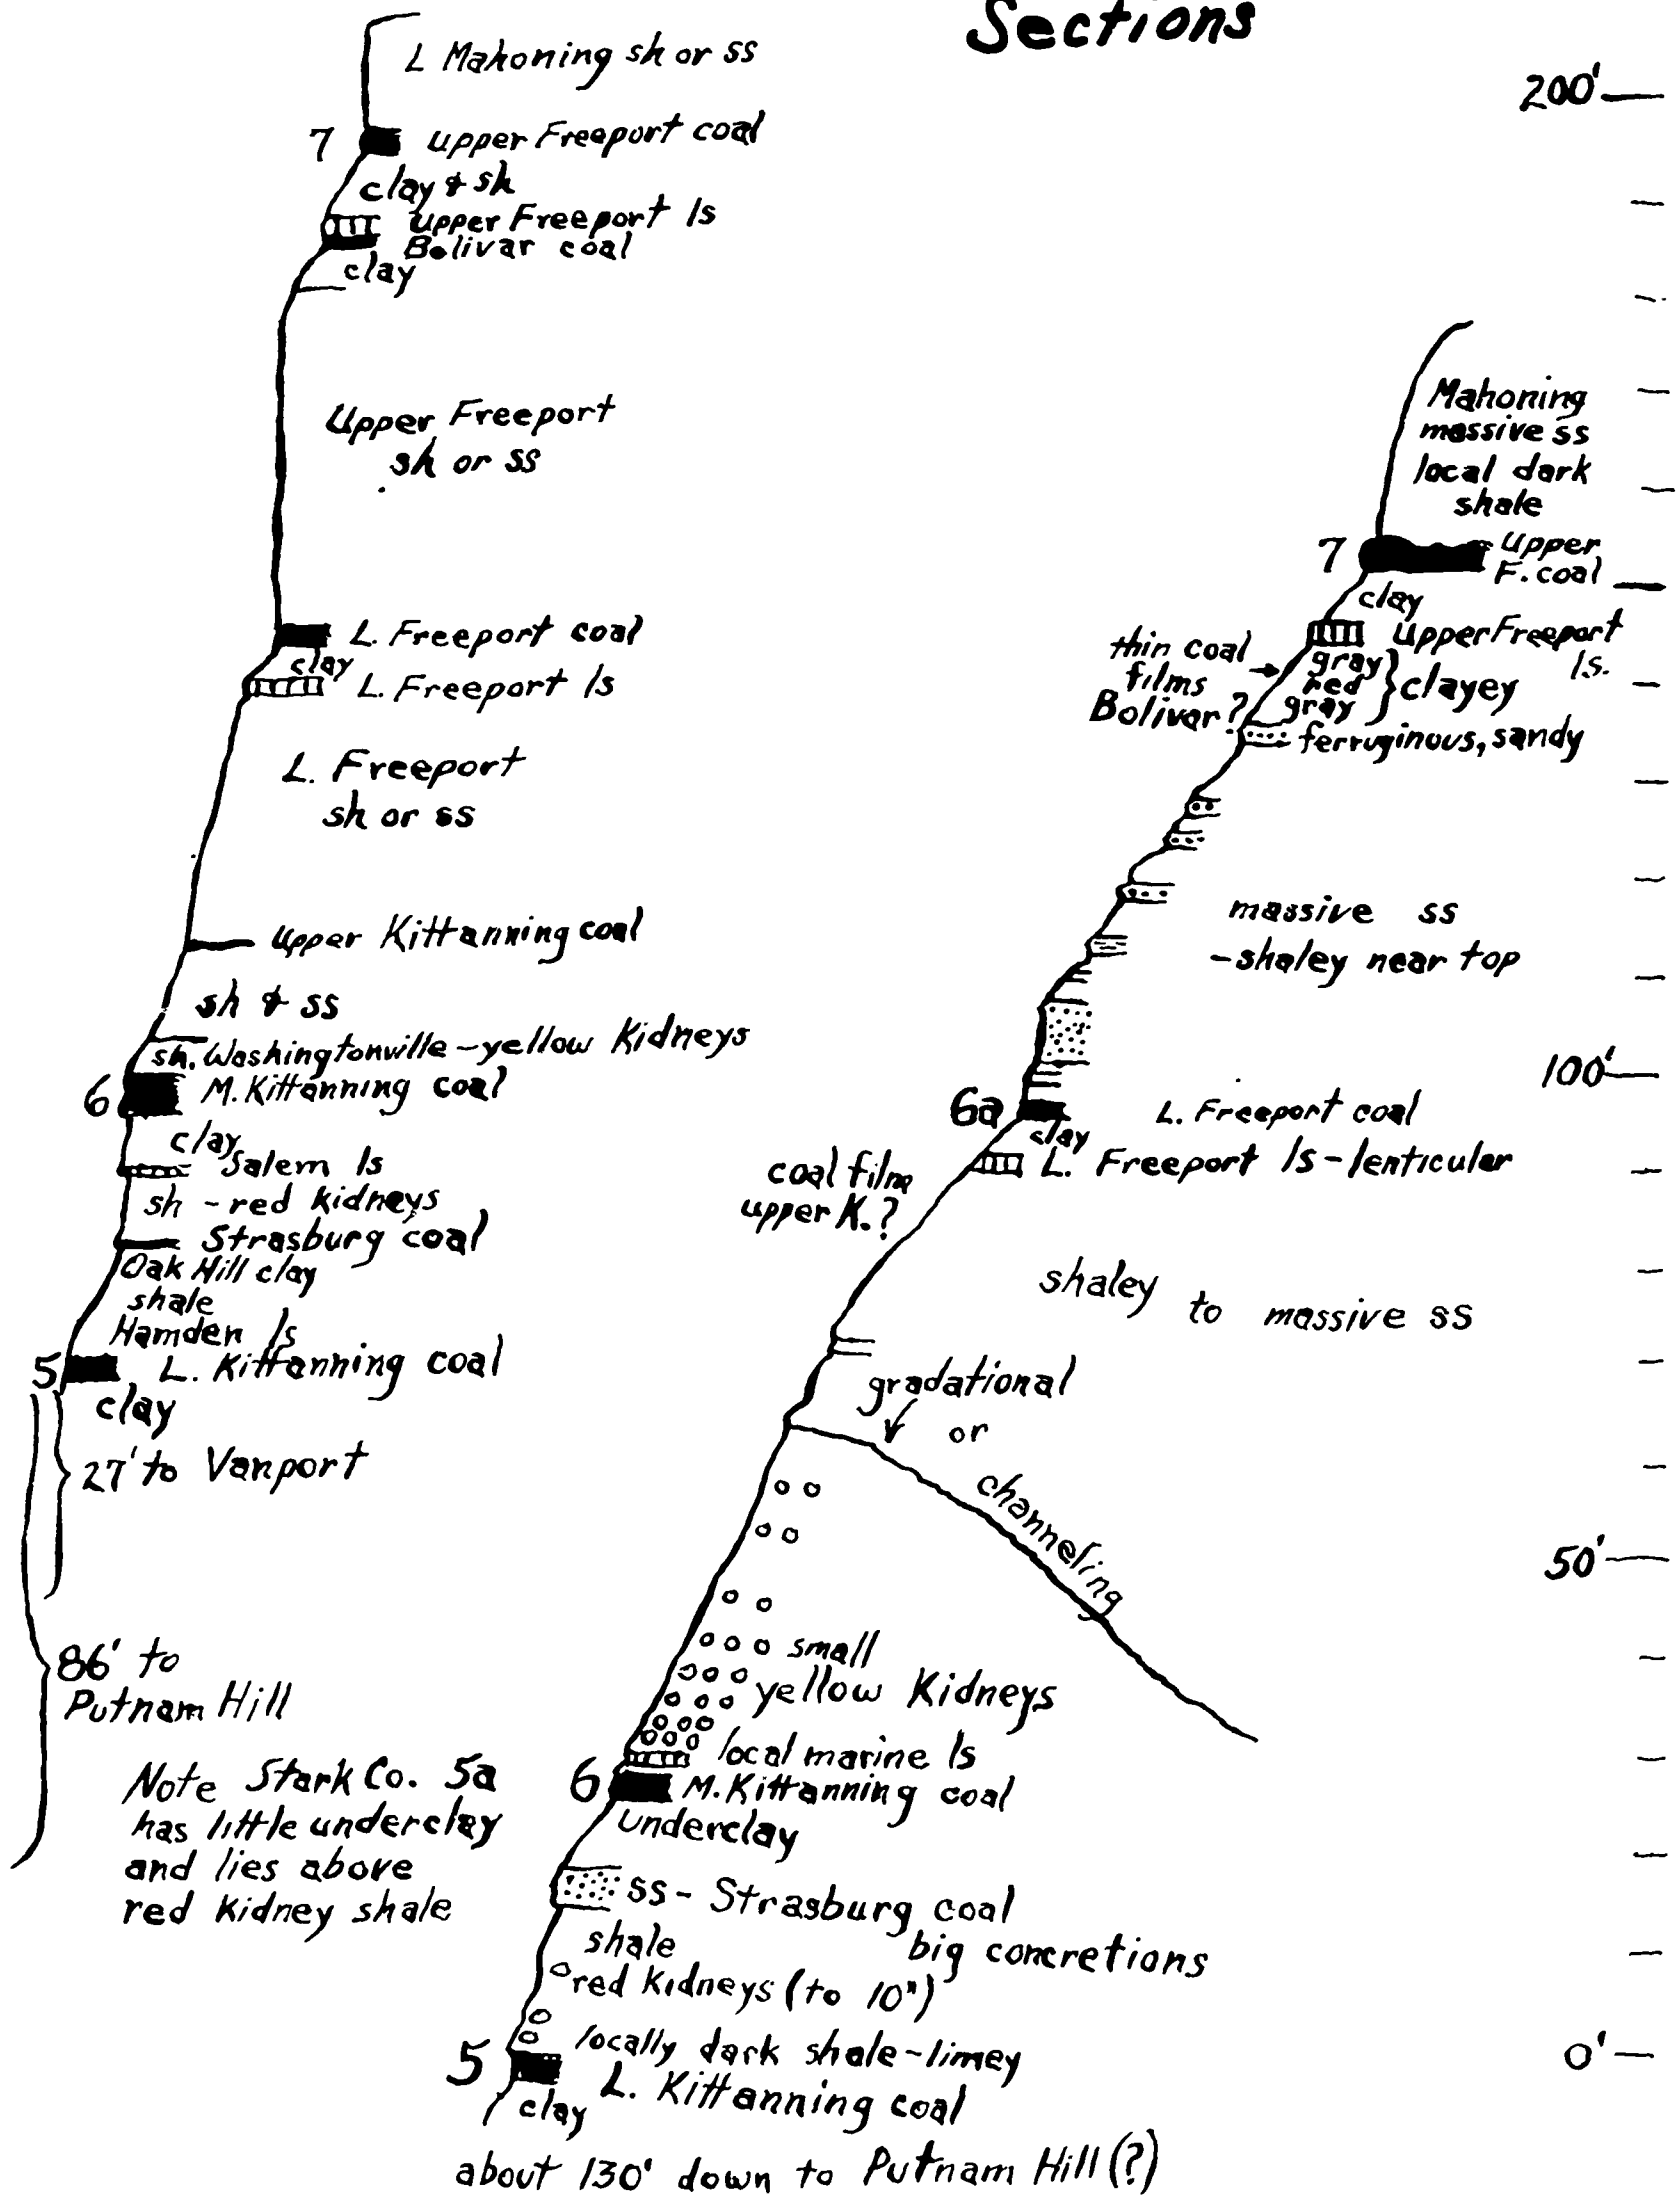 Sections
L Mahoning sh or ss
7 upper Freeport coal
clay & sh
upper Freeport ls
Bolivar coal
clay
Upper Freeport
sh or ss
L. Freeport coal
clay
L. Freeport ls
L. Freeport
sh or ss
upper Kittanning coal
sh & ss
sh. Washingtonville - yellow Kidneys
6 M. Kittanning coal
clay
Salem ls
sh - red kidneys
Strasburg coal
Oak Hill clay
shale
Hamden ls
5 L. Kittanning coal
clay
27' to Vanport
86' to
Putnam Hill
Note Stark Co. 5a
has little underclay
and lies above
red Kidney shale
Mahoning
massive ss
local dark
shale
7 upper
F. coal
clay
upper Freeport
ls.
thin coal
films
Bolivar?
gray
red
gray
clayey
ferruginous, sandy
massive ss
-shaley near top
6a L. Freeport coal
clay
L. Freeport ls - lenticular
coal film
upper K.?
shaley to massive ss
gradational
or
channeling
small
yellow Kidneys
local marine ls
6 M. Kittanning coal
underclay
ss - Strasburg coal
shale big concretions
red Kidneys (to 10")
locally dark shale - limey
5 L. Kittanning coal
clay
about 130' down to Putnam Hill (?)
200'
100'
50'
0'